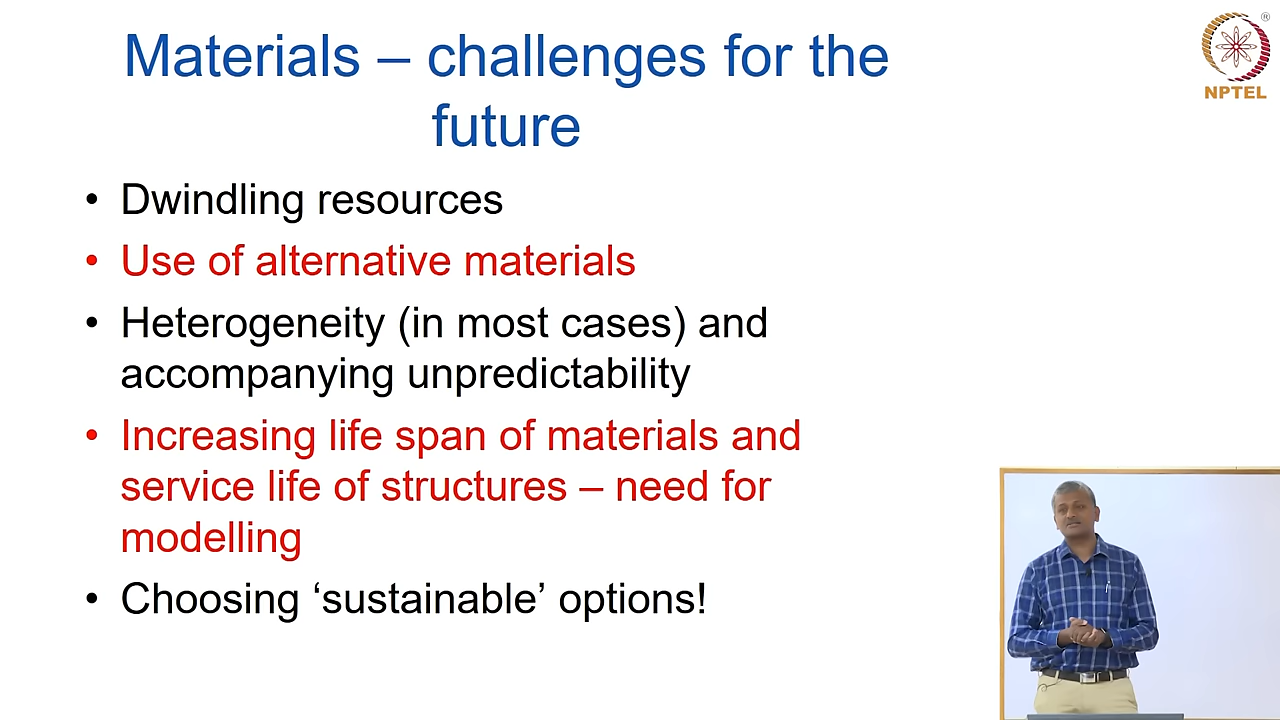 Materials – challenges for the
future
• Dwindling resources
• Use of alternative materials
• Heterogeneity (in most cases) and
accompanying unpredictability
• Increasing life span of materials and
service life of structures – need for
modelling
• Choosing ‘sustainable’ options!
®
NPTEL